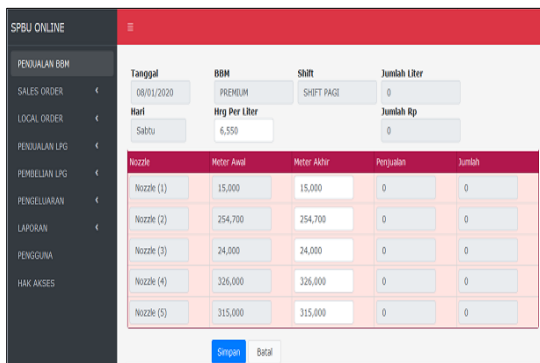 SPBU ONLINE
PENJUALAN BBM
SALES ORDER
LOCAL ORDER
PENJUALAN LPG
PEMBELIAN LPG
PENGELUARAN
LAPORAN
PENGGUNA
HAK AKSES
Tanggal BBM Shift Jumlah Liter
08/01/2020 PREMIUM SHIFT PAGI 0
Hari Hrg Per Liter Jumlah Rp
Sabtu 6,550 0
Nozzle Meter Awal Meter Akhir Penjualan Jumlah
Nozzle (1) 15,000 15,000 0 0
Nozzle (2) 254,700 254,700 0 0
Nozzle (3) 24,000 24,000 0 0
Nozzle (4) 326,000 326,000 0 0
Nozzle (5) 315,000 315,000 0 0
Simpan Batal